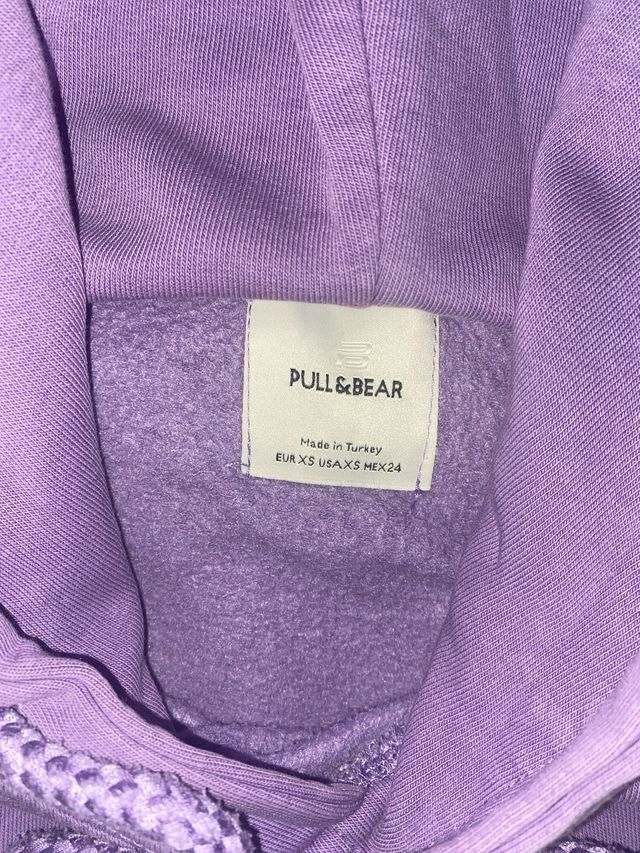 PULL&BEAR
Made in Turkey
EUR XS USA XS MEX 24